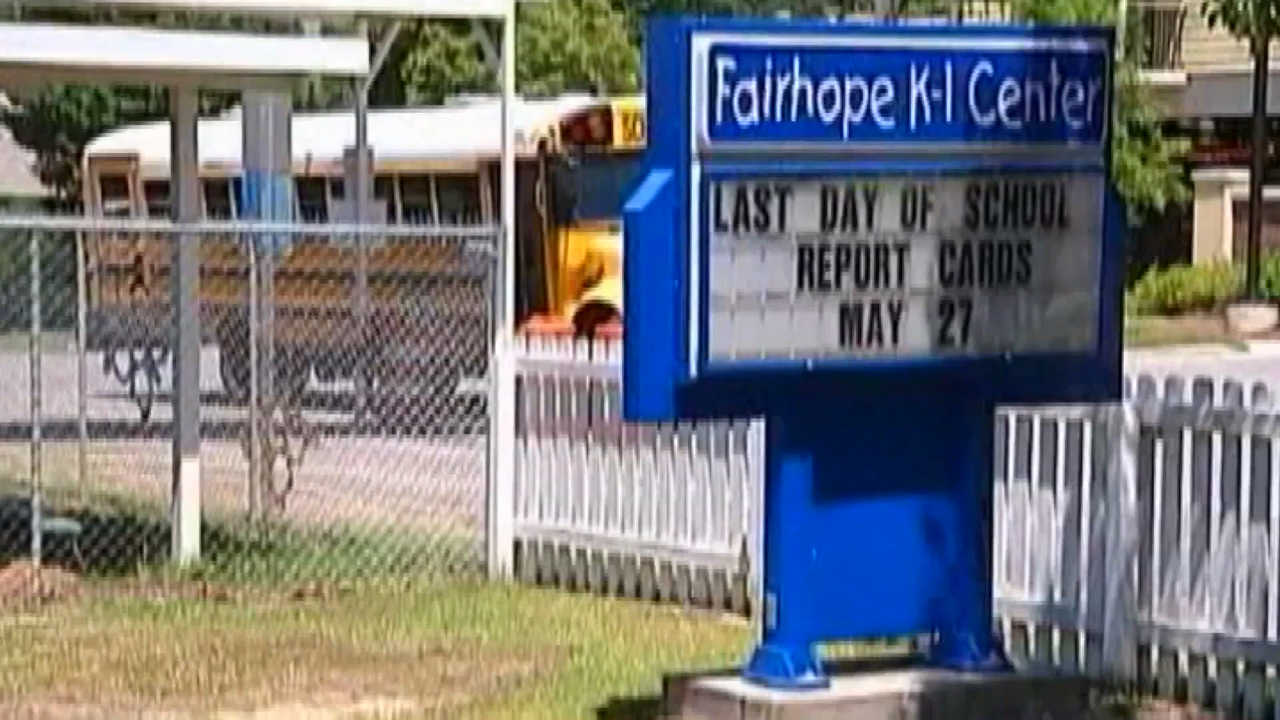 Fairhope K-1 Center
LAST DAY OF SCHOOL
REPORT CARDS
MAY 27